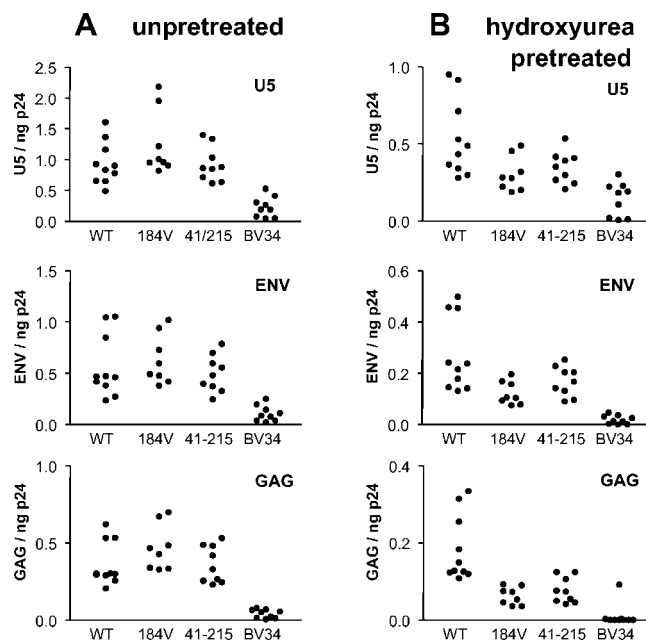 A unpretreated
B hydroxyurea
pretreated
U5 / ng p24
2.5
2.0
1.5
1.0
0.5
0.0
U5
WT 184V 41/215 BV34
U5 / ng p24
1.0
0.5
0.0
U5
WT 184V 41-215 BV34
ENV / ng p24
1.5
1.0
0.5
0.0
ENV
WT 184V 41-215 BV34
ENV / ng p24
0.6
0.4
0.2
0.0
ENV
WT 184V 41-215 BV34
GAG / ng p24
1.0
0.5
0.0
GAG
WT 184V 41-215 BV34
GAG / ng p24
0.4
0.2
0.0
GAG
WT 184V 41-215 BV34